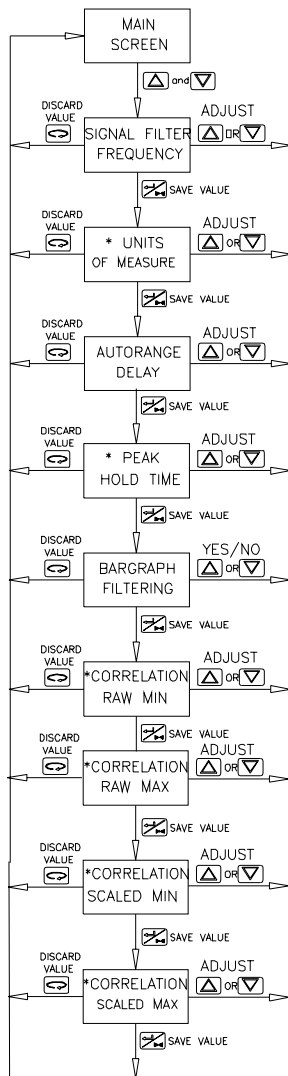 MAIN
SCREEN
and
DISCARD
VALUE
SIGNAL FILTER
FREQUENCY
ADJUST
OR
SAVE VALUE
DISCARD
VALUE
* UNITS
OF MEASURE
ADJUST
OR
SAVE VALUE
DISCARD
VALUE
AUTORANGE
DELAY
ADJUST
OR
SAVE VALUE
DISCARD
VALUE
* PEAK
HOLD TIME
ADJUST
OR
SAVE VALUE
DISCARD
VALUE
BARGRAPH
FILTERING
YES/NO
OR
SAVE VALUE
DISCARD
VALUE
*CORRELATION
RAW MIN
ADJUST
OR
SAVE VALUE
DISCARD
VALUE
*CORRELATION
RAW MAX
ADJUST
OR
SAVE VALUE
DISCARD
VALUE
*CORRELATION
SCALED MIN
ADJUST
OR
SAVE VALUE
DISCARD
VALUE
*CORRELATION
SCALED MAX
ADJUST
OR
SAVE VALUE